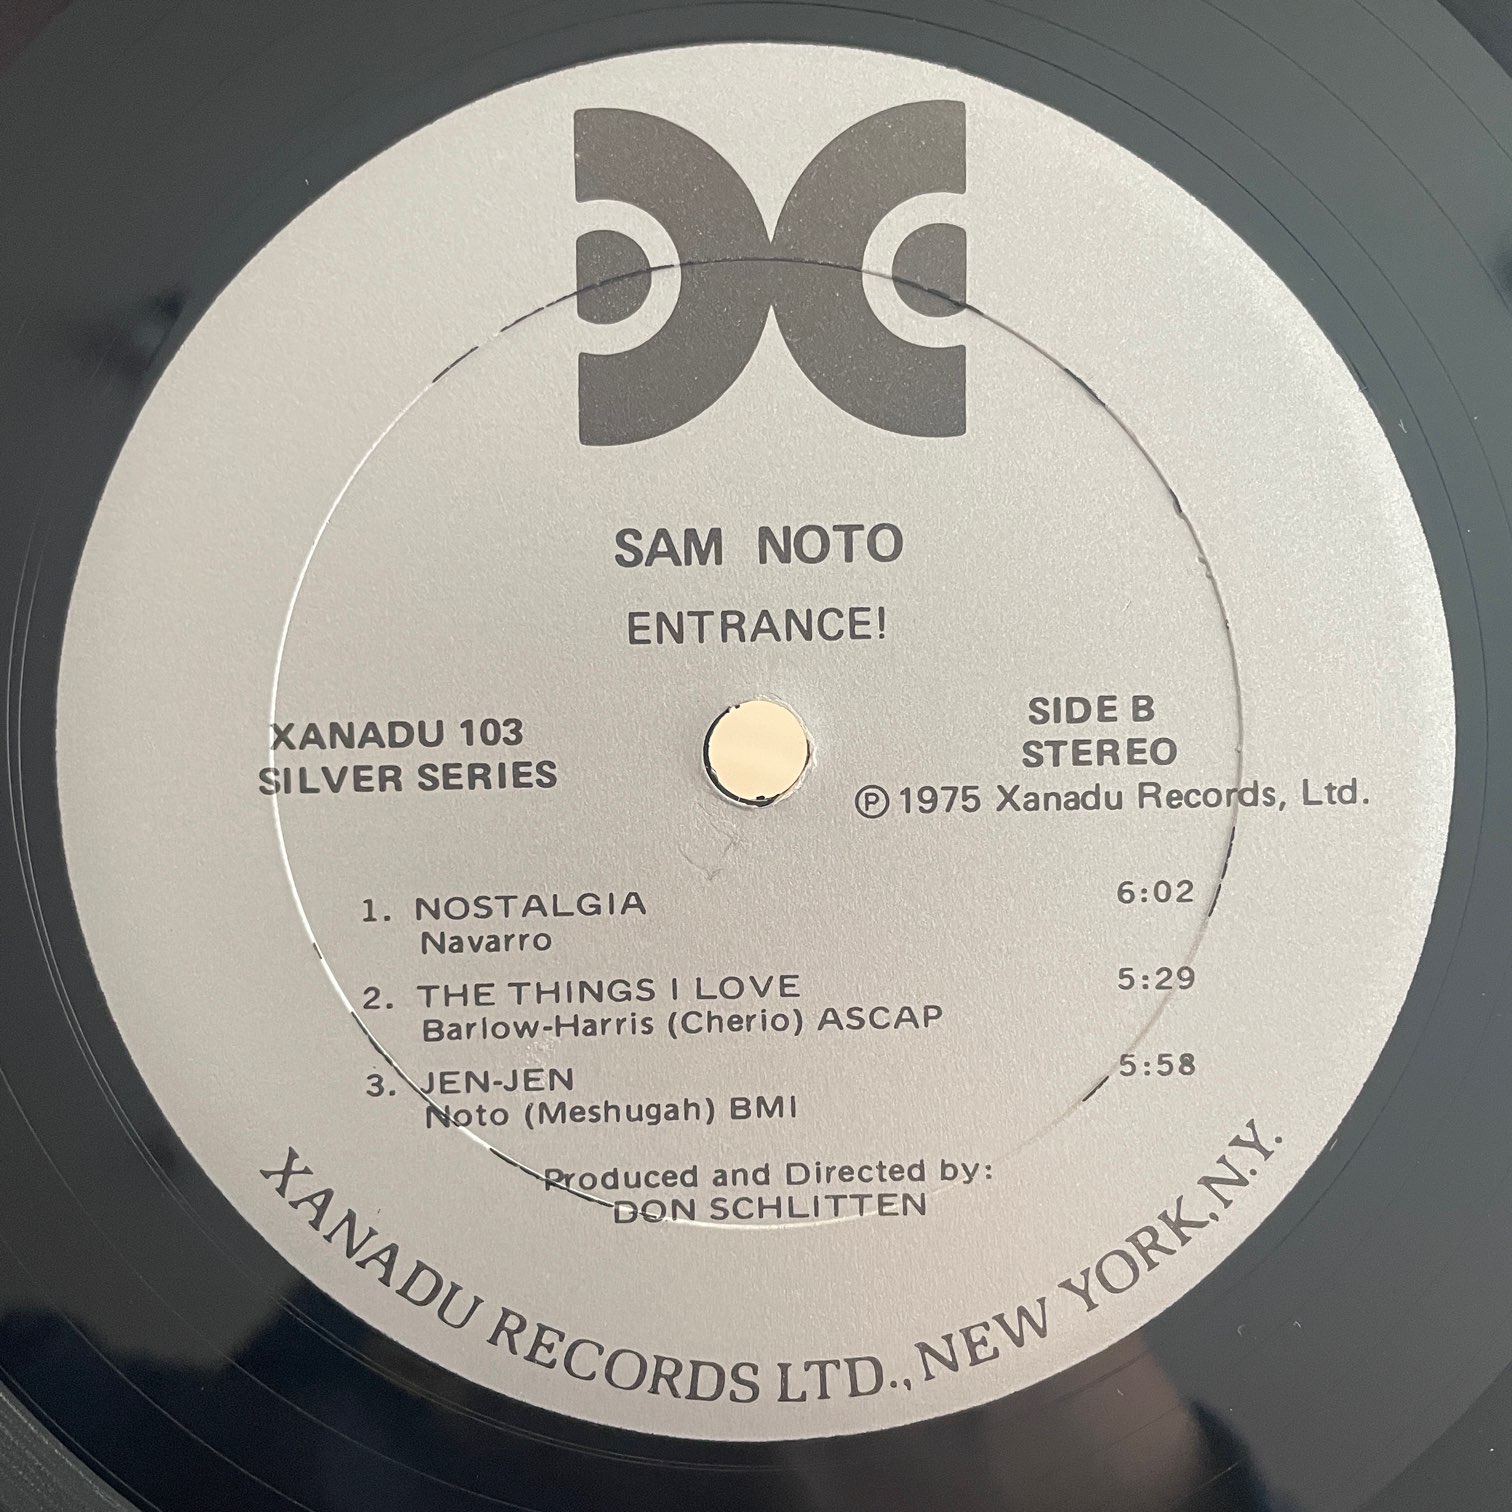 SAM NOTO
ENTRANCE!
XANADU 103
SILVER SERIES
SIDE B
STEREO
Ⓟ 1975 Xanadu Records, Ltd.
1. NOSTALGIA 6:02
Navarro
2. THE THINGS I LOVE 5:29
Barlow-Harris (Cherio) ASCAP
3. JEN-JEN 5:58
Noto (Meshugah) BMI
Produced and Directed by:
DON SCHLITTEN
XANADU RECORDS LTD., NEW YORK, N.Y.